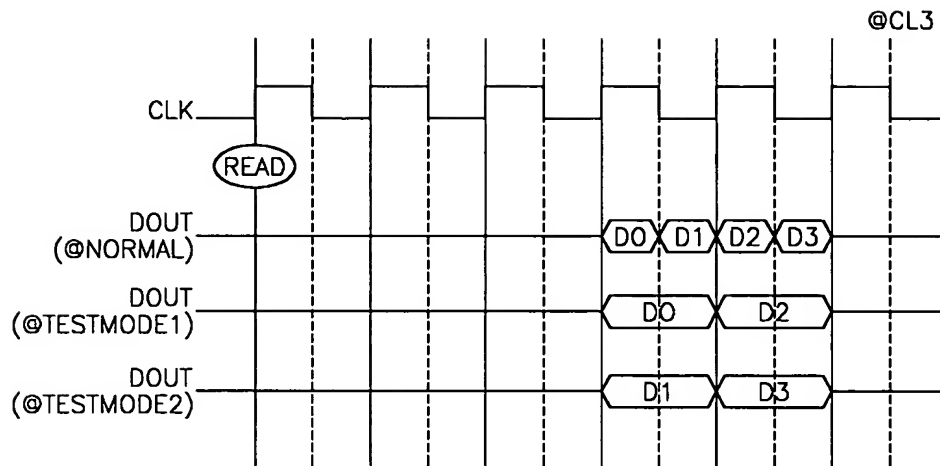 @CL3
CLK
READ
DOUT
(@NORMAL)
D0 D1 D2 D3
DOUT
(@TESTMODE1)
D0 D2
DOUT
(@TESTMODE2)
D1 D3